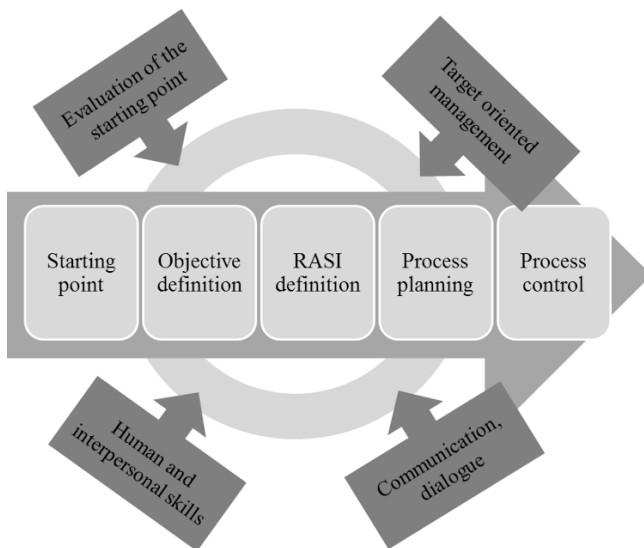 Evaluation of the
starting point
Target oriented
management
Starting
point
Objective
definition
RASI
definition
Process
planning
Process
control
Human and
interpersonal skills
Communication,
dialogue